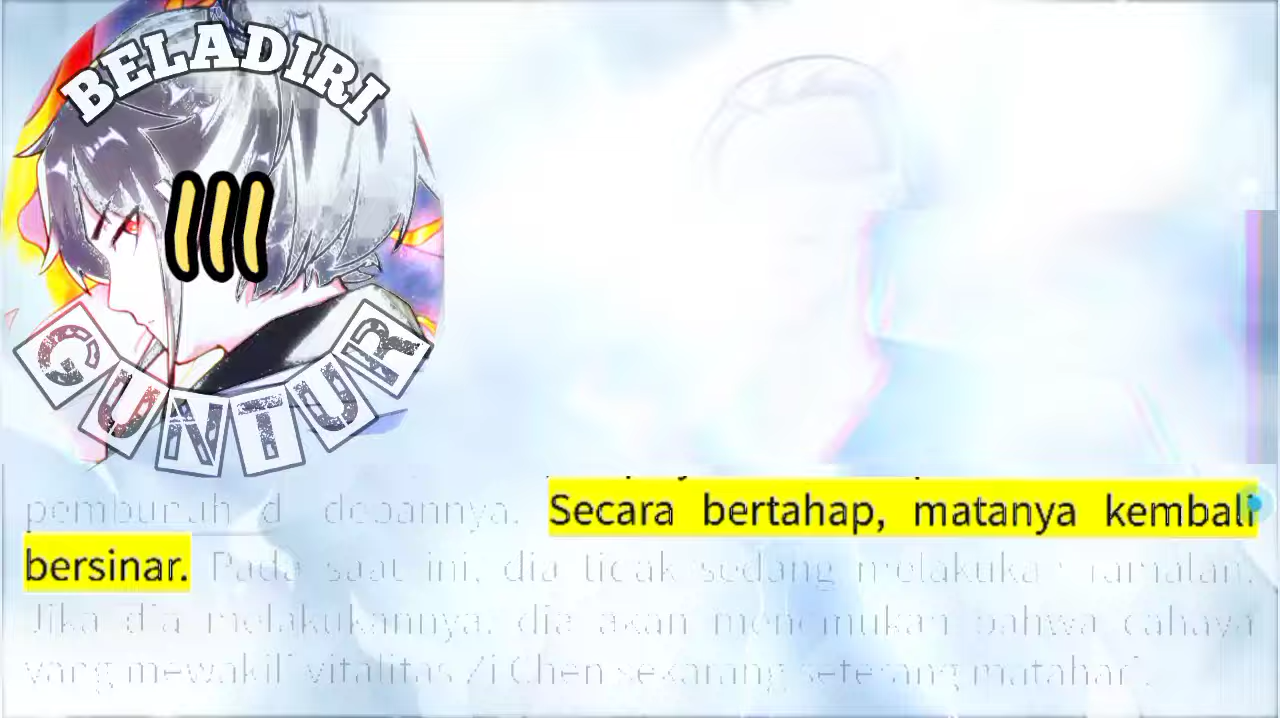 BELADIRI
GUNTUR
pembunuh di depannya. Secara bertahap, matanya kembali
bersinar. Pada saat ini, dia tidak sedang melakukan ramalan.
Jika dia melakukannya, dia akan menemukan bahwa cahaya
yang mewakili vitalitas Zi Chen sekarang seterang matahari.